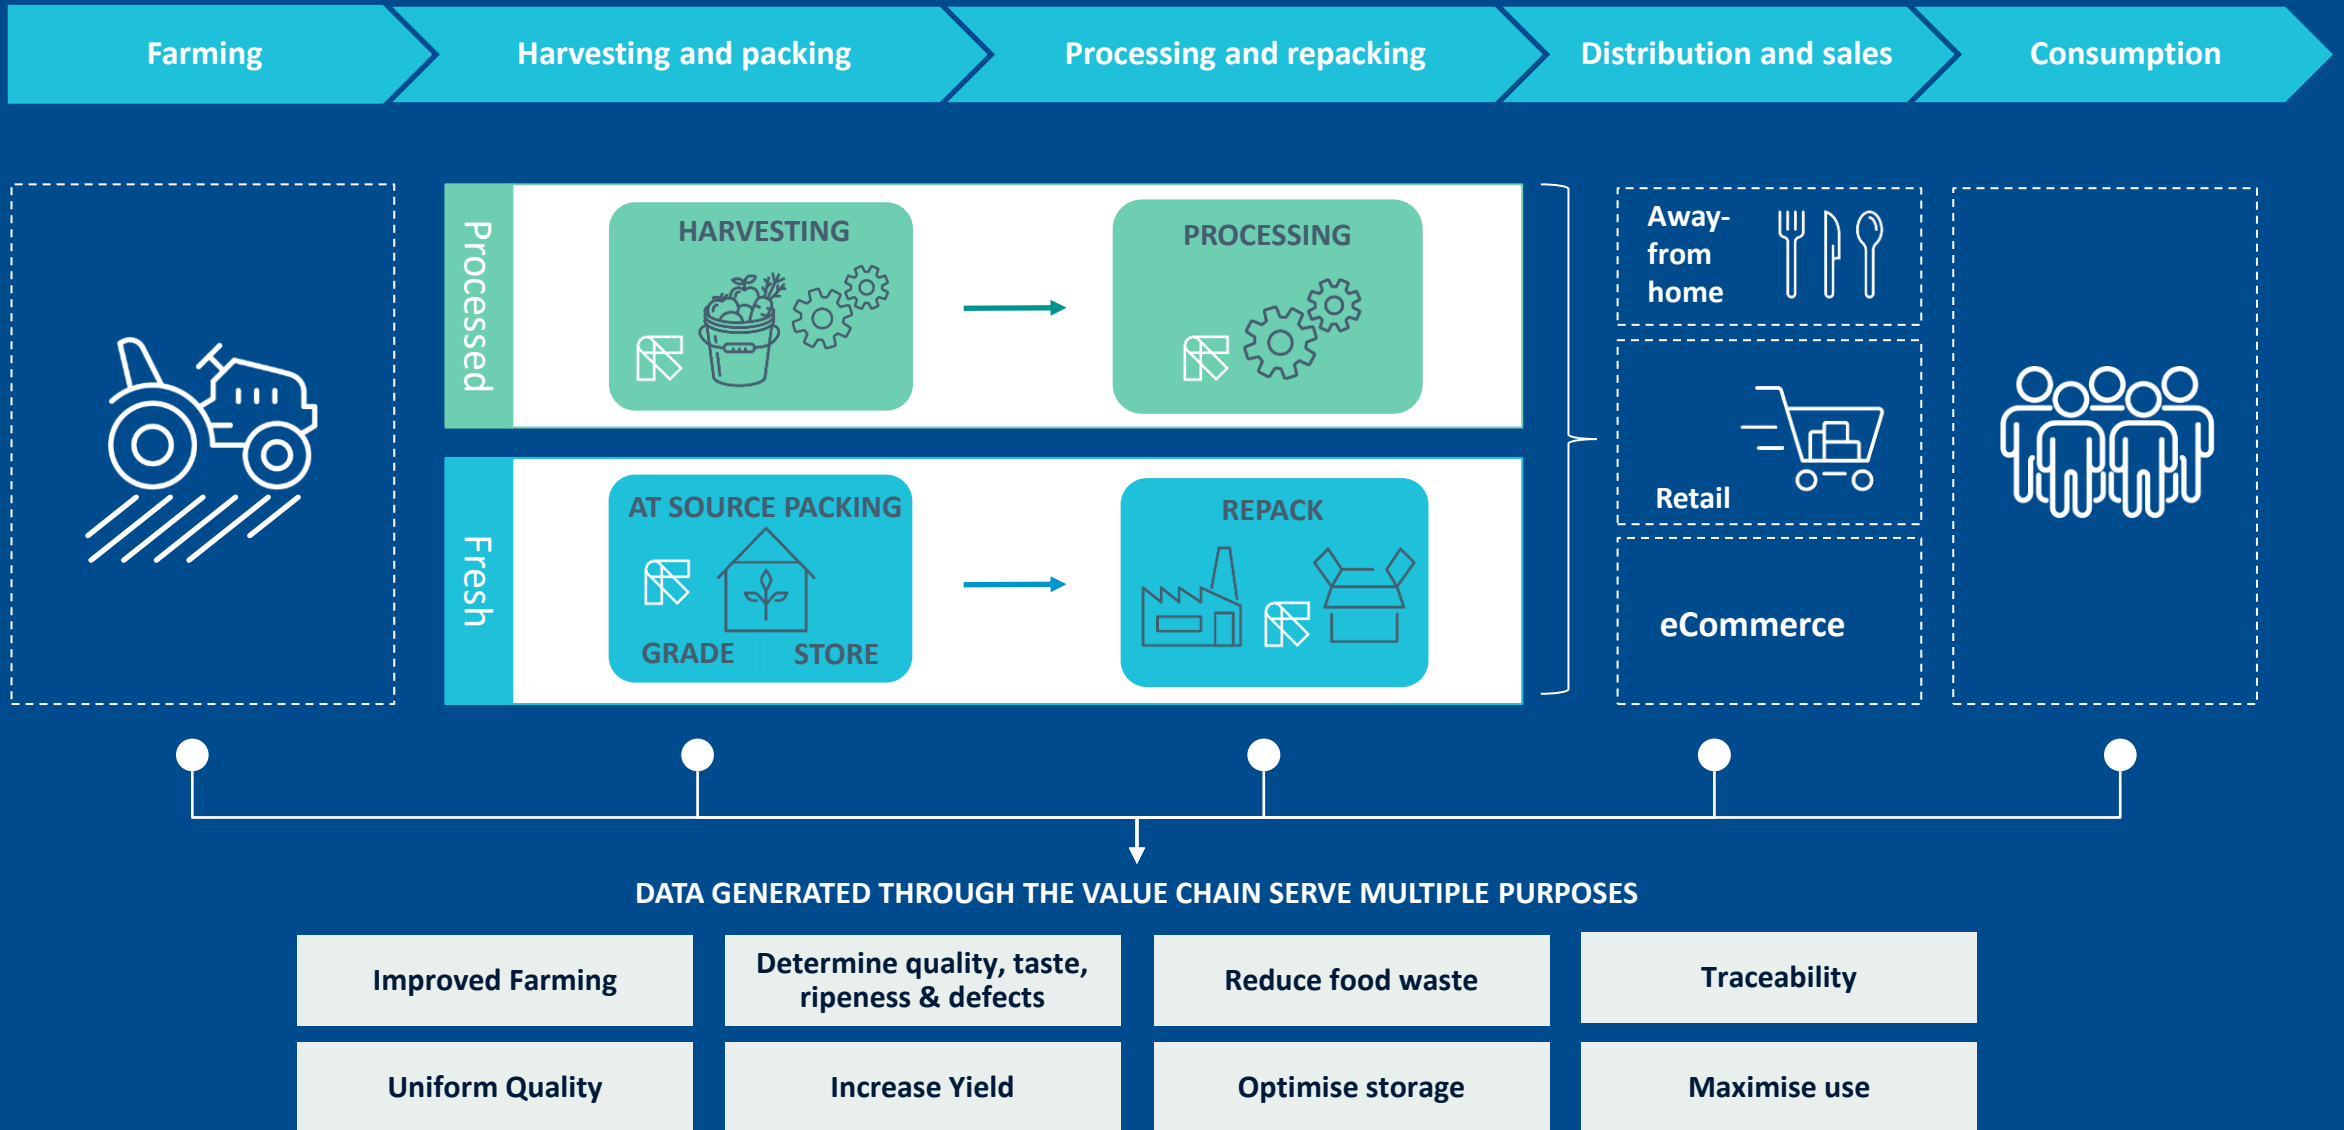 Farming
Harvesting and packing
Processing and repacking
Distribution and sales
Consumption
Processed
HARVESTING
PROCESSING
Fresh
AT SOURCE PACKING
GRADE
STORE
REPACK
Away-
from
home
Retail
eCommerce
DATA GENERATED THROUGH THE VALUE CHAIN SERVE MULTIPLE PURPOSES
Improved Farming
Determine quality, taste,
ripeness & defects
Reduce food waste
Traceability
Uniform Quality
Increase Yield
Optimise storage
Maximise use